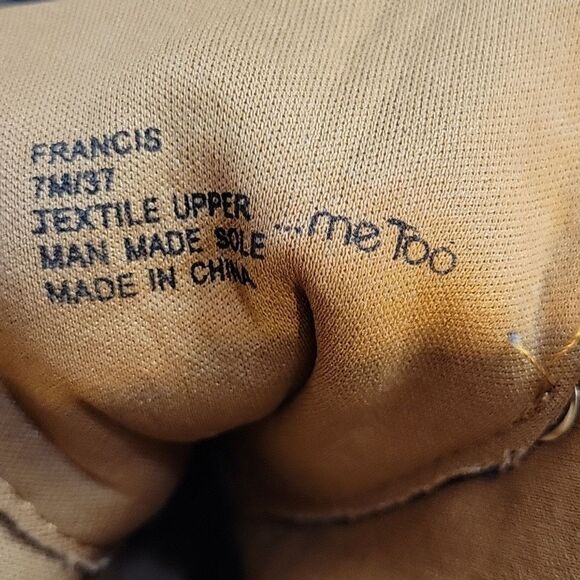 FRANCIS
7M/37
TEXTILE UPPER
MAN MADE SOLE
MADE IN CHINA
...me Too